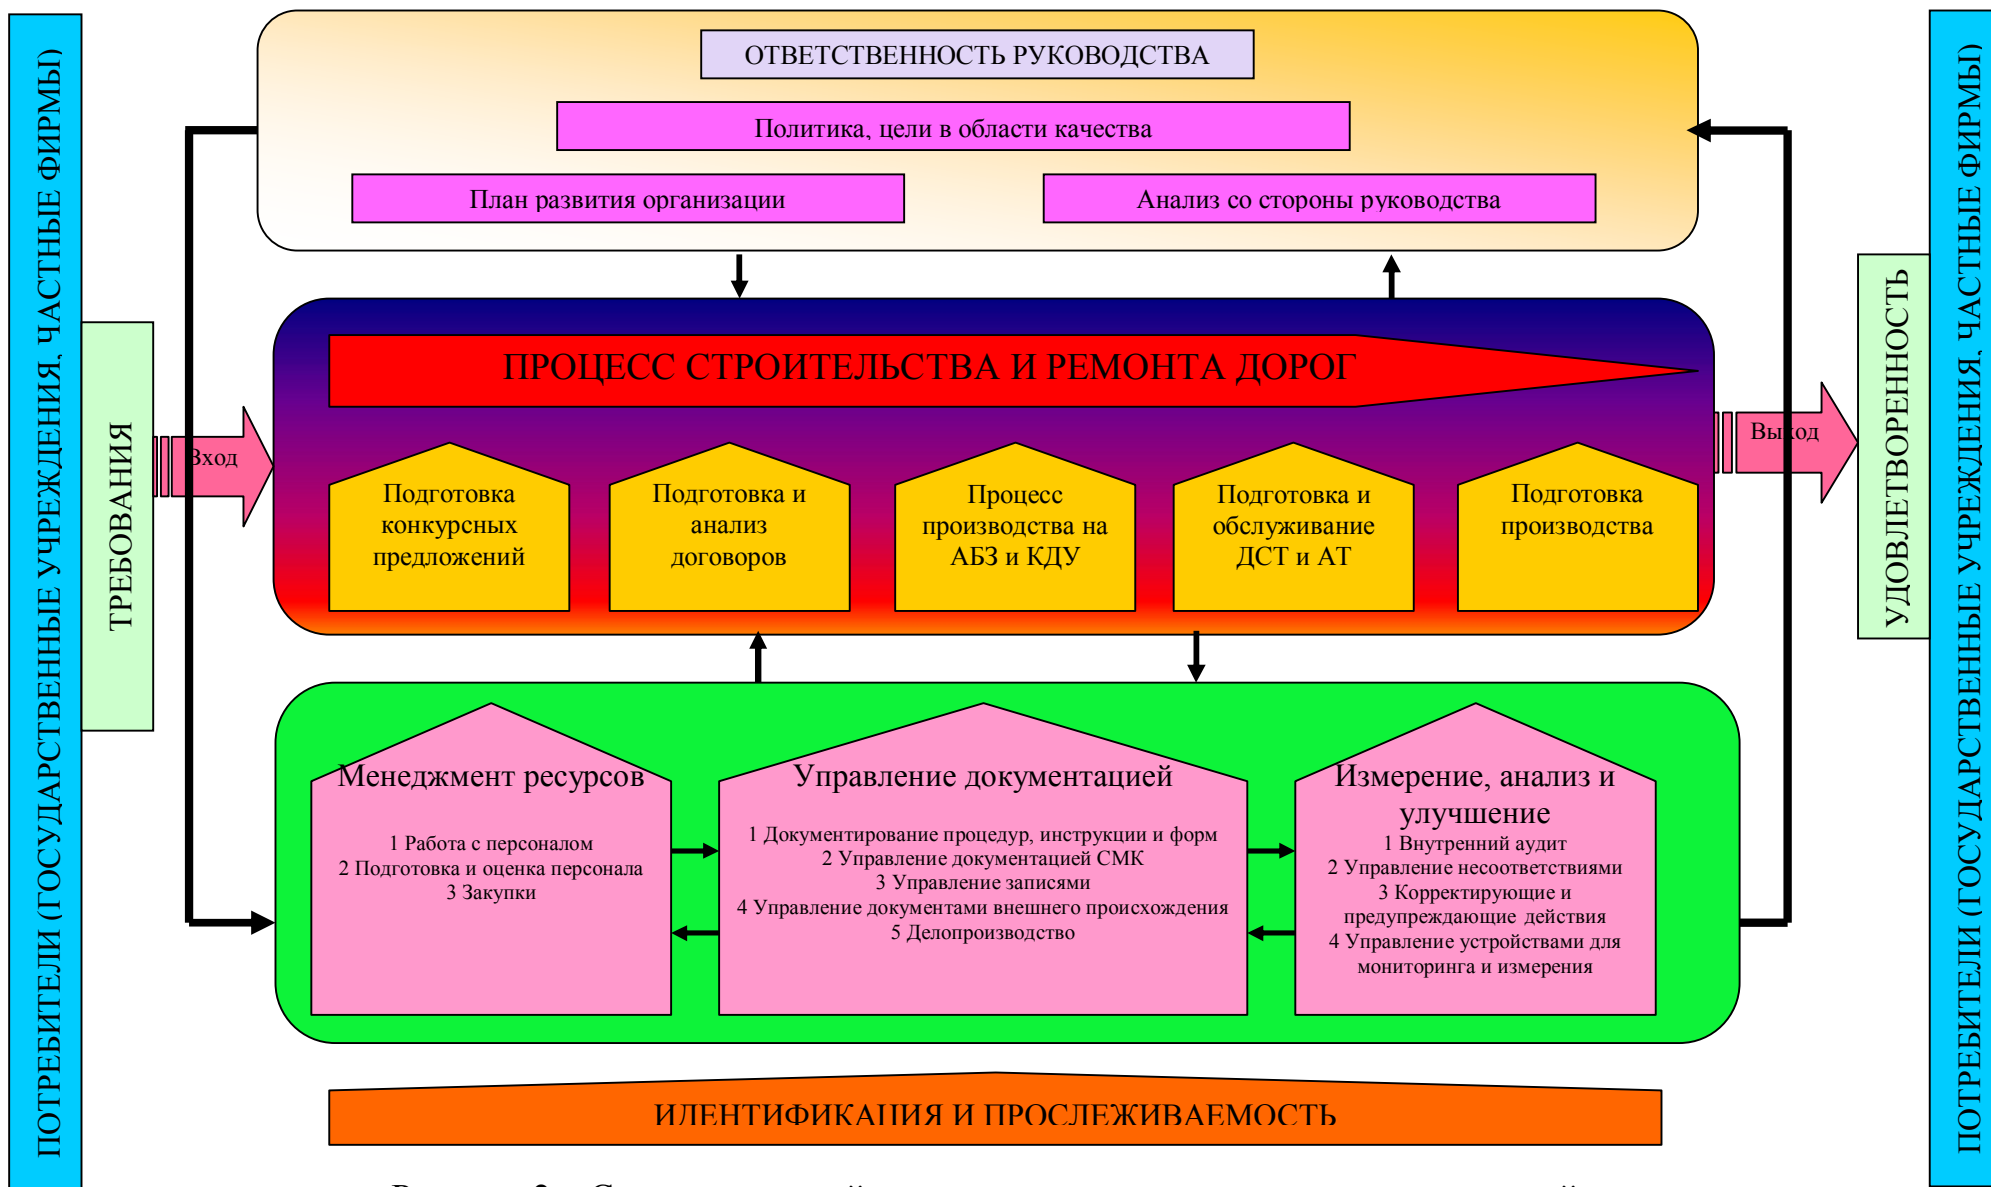 ПОТРЕБИТЕЛИ (ГОСУДАРСТВЕННЫЕ УЧРЕЖДЕНИЯ, ЧАСТНЫЕ ФИРМЫ)
ТРЕБОВАНИЯ
Вход
ОТВЕТСТВЕННОСТЬ РУКОВОДСТВА
Политика, цели в области качества
План развития организации
Анализ со стороны руководства
ПРОЦЕСС СТРОИТЕЛЬСТВА И РЕМОНТА ДОРОГ
Подготовка
конкурсных
предложений
Подготовка и
анализ
договоров
Процесс
производства на
АБЗ и КДУ
Подготовка и
обслуживание
ДСТ и АТ
Подготовка
производства
Менеджмент ресурсов
1 Работа с персоналом
2 Подготовка и оценка персонала
3 Закупки
Управление документацией
1 Документирование процедур, инструкции и форм
2 Управление документацией СМК
3 Управление записями
4 Управление документами внешнего происхождения
5 Делопроизводство
Измерение, анализ и
улучшение
1 Внутренний аудит
2 Управление несоответствиями
3 Корректирующие и
предупреждающие действия
4 Управление устройствами для
мониторинга и измерения
ИДЕНТИФИКАЦИЯ И ПРОСЛЕЖИВАЕМОСТЬ
Выход
УДОВЛЕТВОРЕННОСТЬ
ПОТРЕБИТЕЛИ (ГОСУДАРСТВЕННЫЕ УЧРЕЖДЕНИЯ, ЧАСТНЫЕ ФИРМЫ)